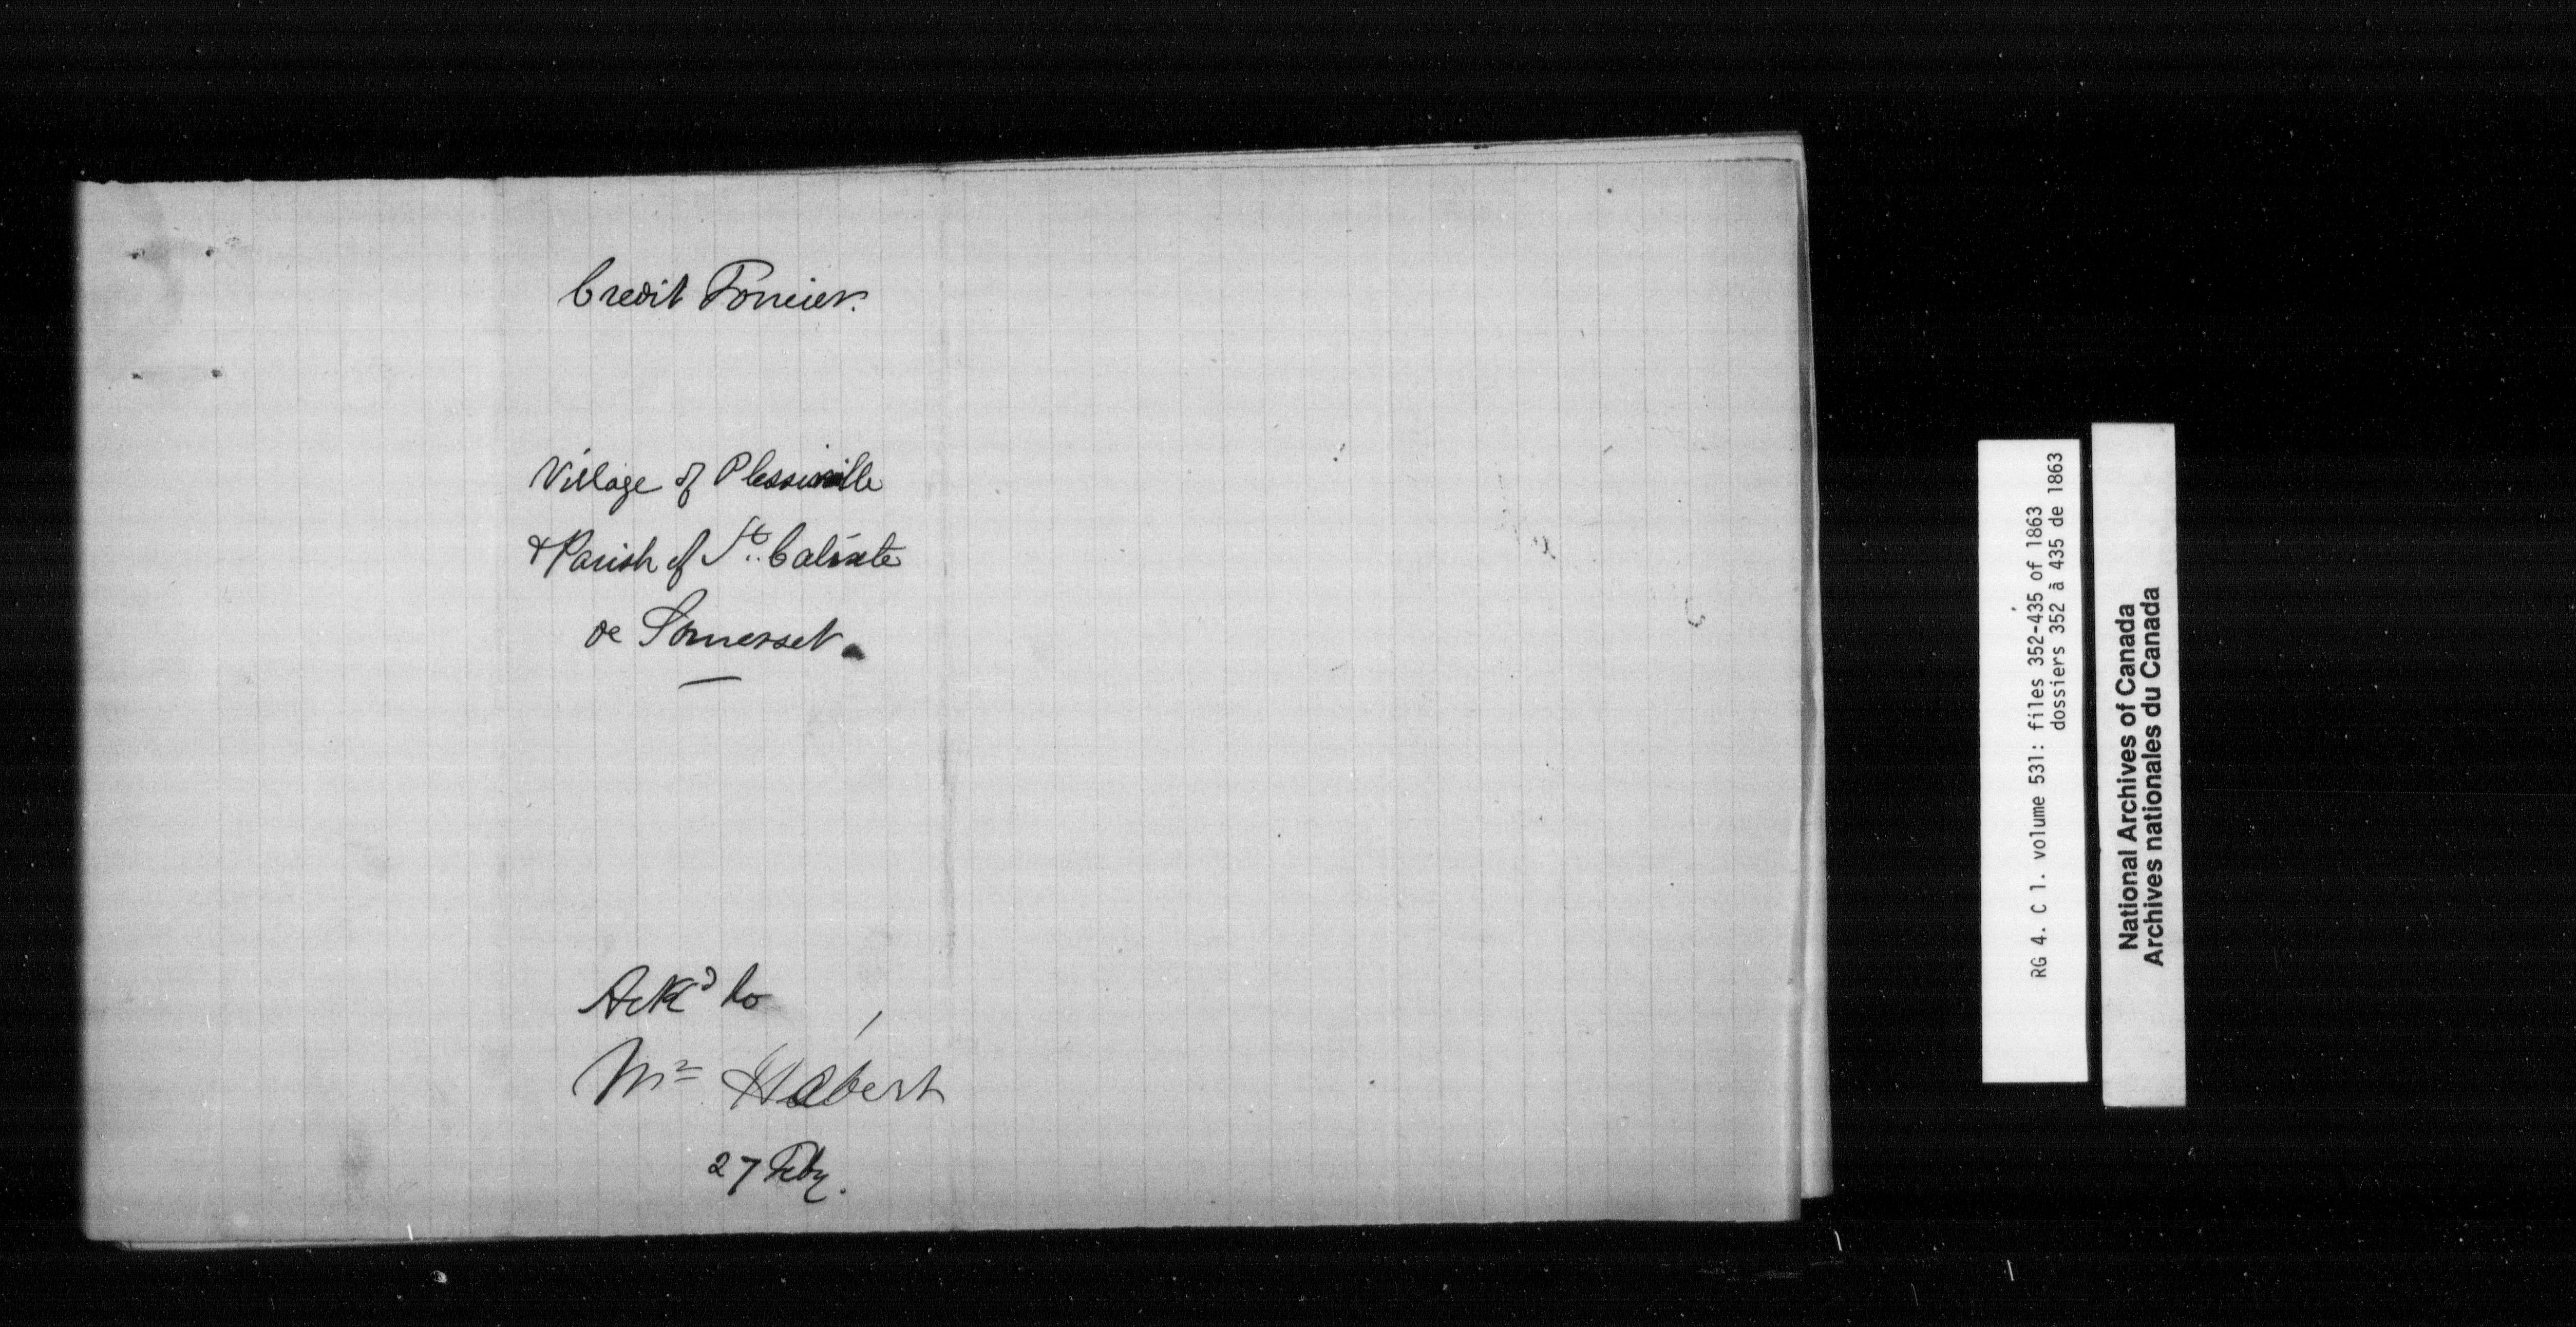 Credit Foncier.
Village of Plessisville
& Parish of St. Calixte
de Somerset.
Ackd to
Mr Hébert
27 Feby.
RG 4. C 1. volume 531: files 352-435 of 1863
dossiers 352 à 435 de 1863
National Archives of Canada
Archives nationales du Canada